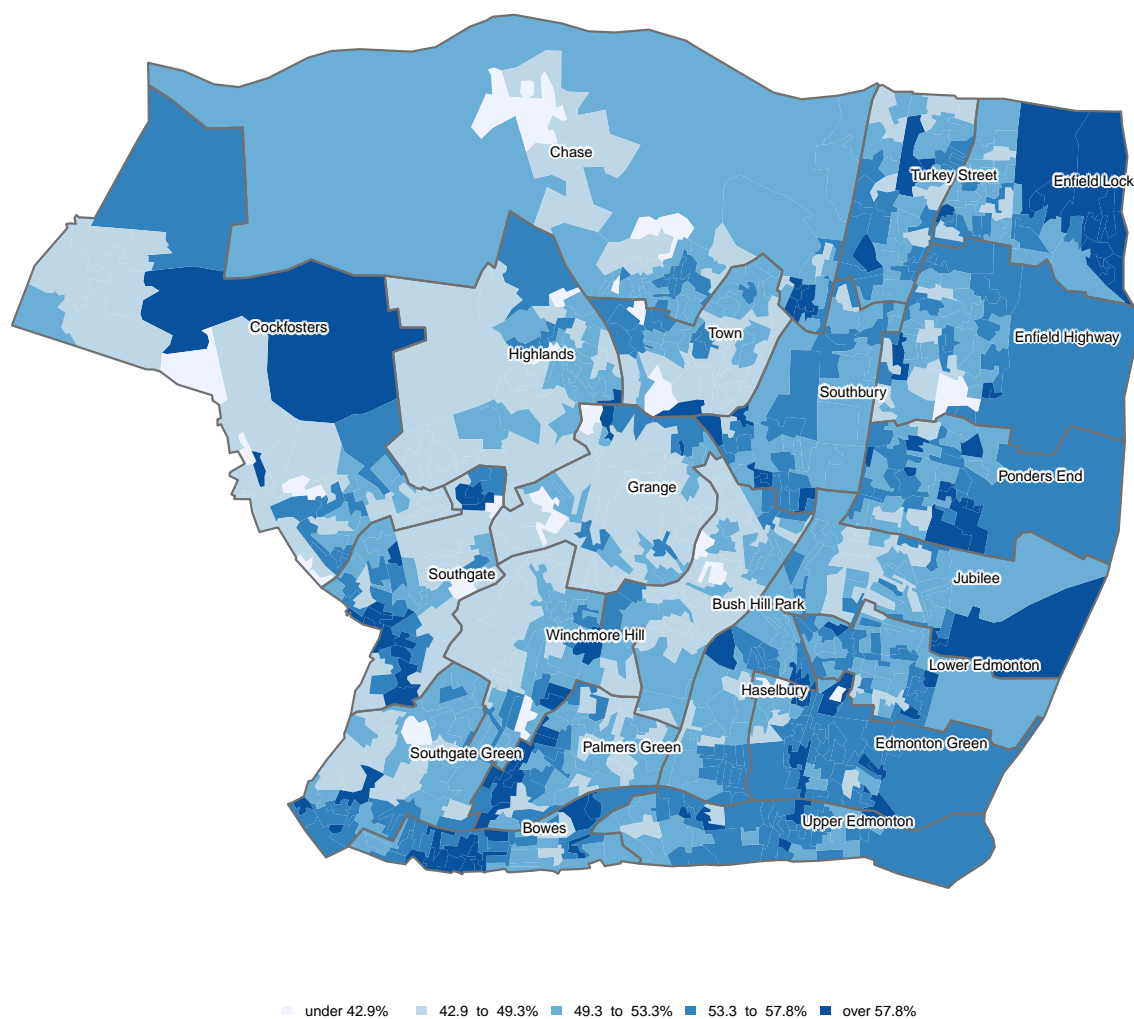 Chase
Turkey Street
Enfield Lock
Cockfosters
Town
Enfield Highway
Highlands
Southbury
Ponders End
Grange
Southgate
Jubilee
Bush Hill Park
Winchmore Hill
Lower Edmonton
Haselbury
Edmonton Green
Palmers Green
Southgate Green
Upper Edmonton
Bowes
under 42.9% 42.9 to 49.3% 49.3 to 53.3% 53.3 to 57.8% over 57.8%